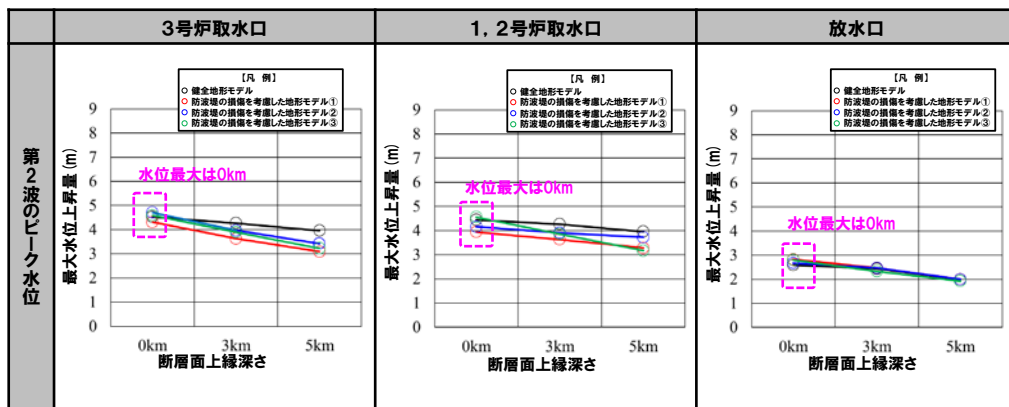 ３号炉取水口
１，２号炉取水口
放水口
第２波のピーク水位
【凡 例】
健全地形モデル
防波堤の損傷を考慮した地形モデル①
防波堤の損傷を考慮した地形モデル②
防波堤の損傷を考慮した地形モデル③
最大水位上昇量(m)
9
8
7
6
5
4
3
2
1
0
水位最大は0km
0km 3km 5km
断層面上縁深さ
【凡 例】
健全地形モデル
防波堤の損傷を考慮した地形モデル①
防波堤の損傷を考慮した地形モデル②
防波堤の損傷を考慮した地形モデル③
最大水位上昇量(m)
9
8
7
6
5
4
3
2
1
0
水位最大は0km
0km 3km 5km
断層面上縁深さ
【凡 例】
健全地形モデル
防波堤の損傷を考慮した地形モデル①
防波堤の損傷を考慮した地形モデル②
防波堤の損傷を考慮した地形モデル③
最大水位上昇量(m)
9
8
7
6
5
4
3
2
1
0
水位最大は0km
0km 3km 5km
断層面上縁深さ